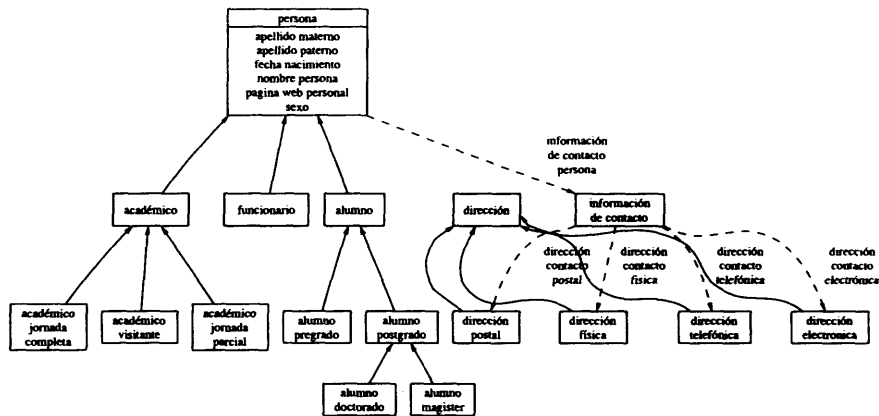 persona
apellido materno
apellido paterno
fecha nacimiento
nombre persona
pagina web personal
sexo
información
de contacto
persona
académico
funcionario
alumno
dirección
información
de contacto
dirección
contacto
postal
dirección
contacto
física
dirección
contacto
telefónica
dirección
contacto
electrónica
académico
jornada
completa
académico
visitante
académico
jornada
parcial
alumno
pregrado
alumno
postgrado
dirección
postal
dirección
física
dirección
telefónica
dirección
electronica
alumno
doctorado
alumno
magister